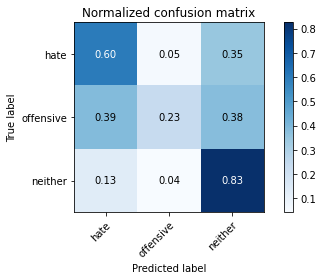 Normalized confusion matrix
True label
hate
offensive
neither
0.60 0.05 0.35
0.39 0.23 0.38
0.13 0.04 0.83
hate
offensive
neither
Predicted label
0.8
0.7
0.6
0.5
0.4
0.3
0.2
0.1